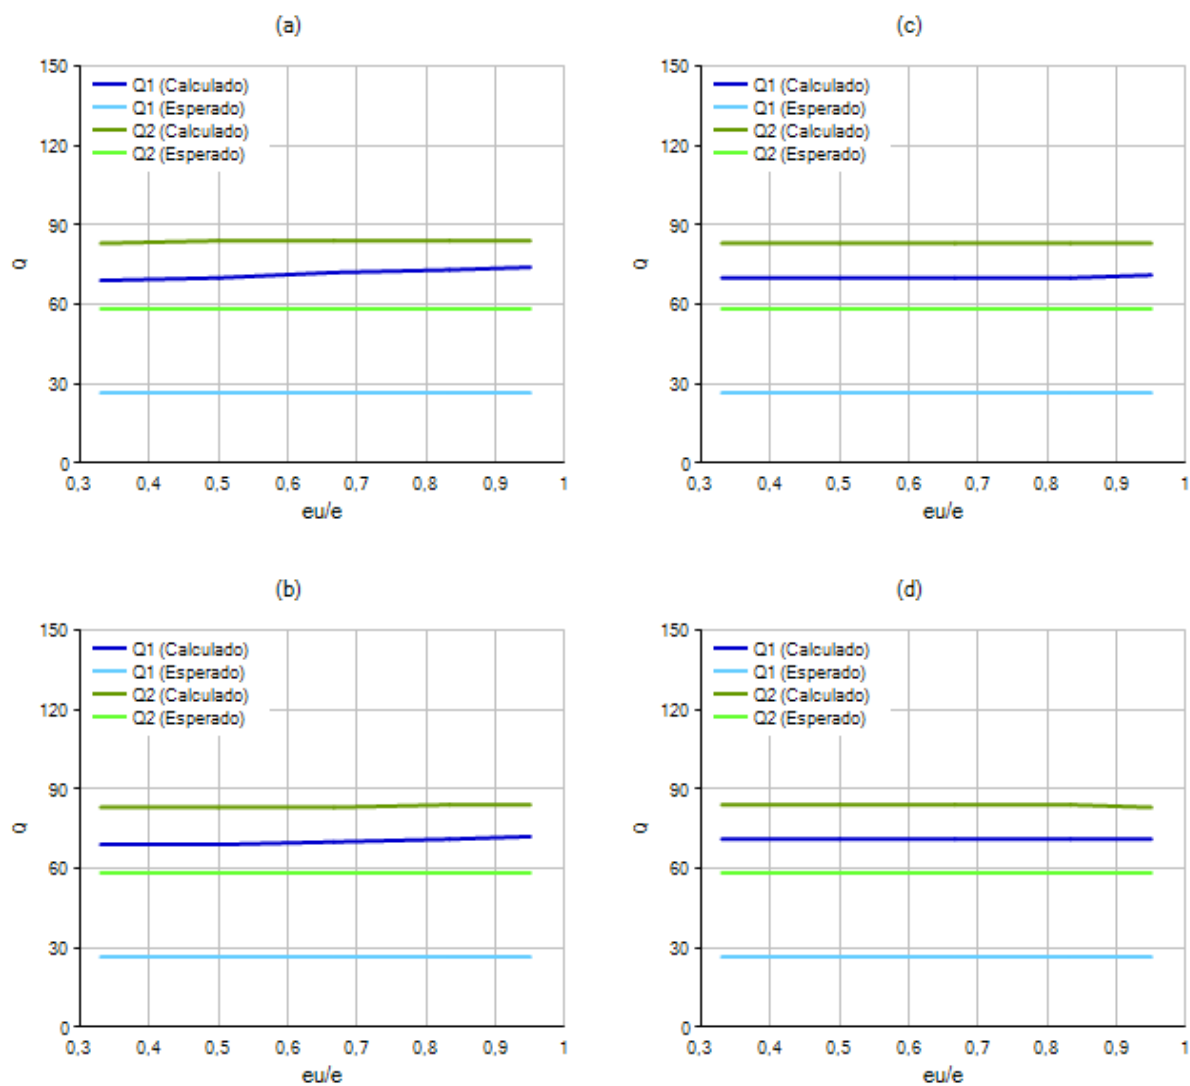 (a)
150
120
90
60
30
0
Q
Q1 (Calculado)
Q1 (Esperado)
Q2 (Calculado)
Q2 (Esperado)
0,3 0,4 0,5 0,6 0,7 0,8 0,9 1
eu/e
(c)
150
120
90
60
30
0
Q
Q1 (Calculado)
Q1 (Esperado)
Q2 (Calculado)
Q2 (Esperado)
0,3 0,4 0,5 0,6 0,7 0,8 0,9 1
eu/e
(b)
150
120
90
60
30
0
Q
Q1 (Calculado)
Q1 (Esperado)
Q2 (Calculado)
Q2 (Esperado)
0,3 0,4 0,5 0,6 0,7 0,8 0,9 1
eu/e
(d)
150
120
90
60
30
0
Q
Q1 (Calculado)
Q1 (Esperado)
Q2 (Calculado)
Q2 (Esperado)
0,3 0,4 0,5 0,6 0,7 0,8 0,9 1
eu/e